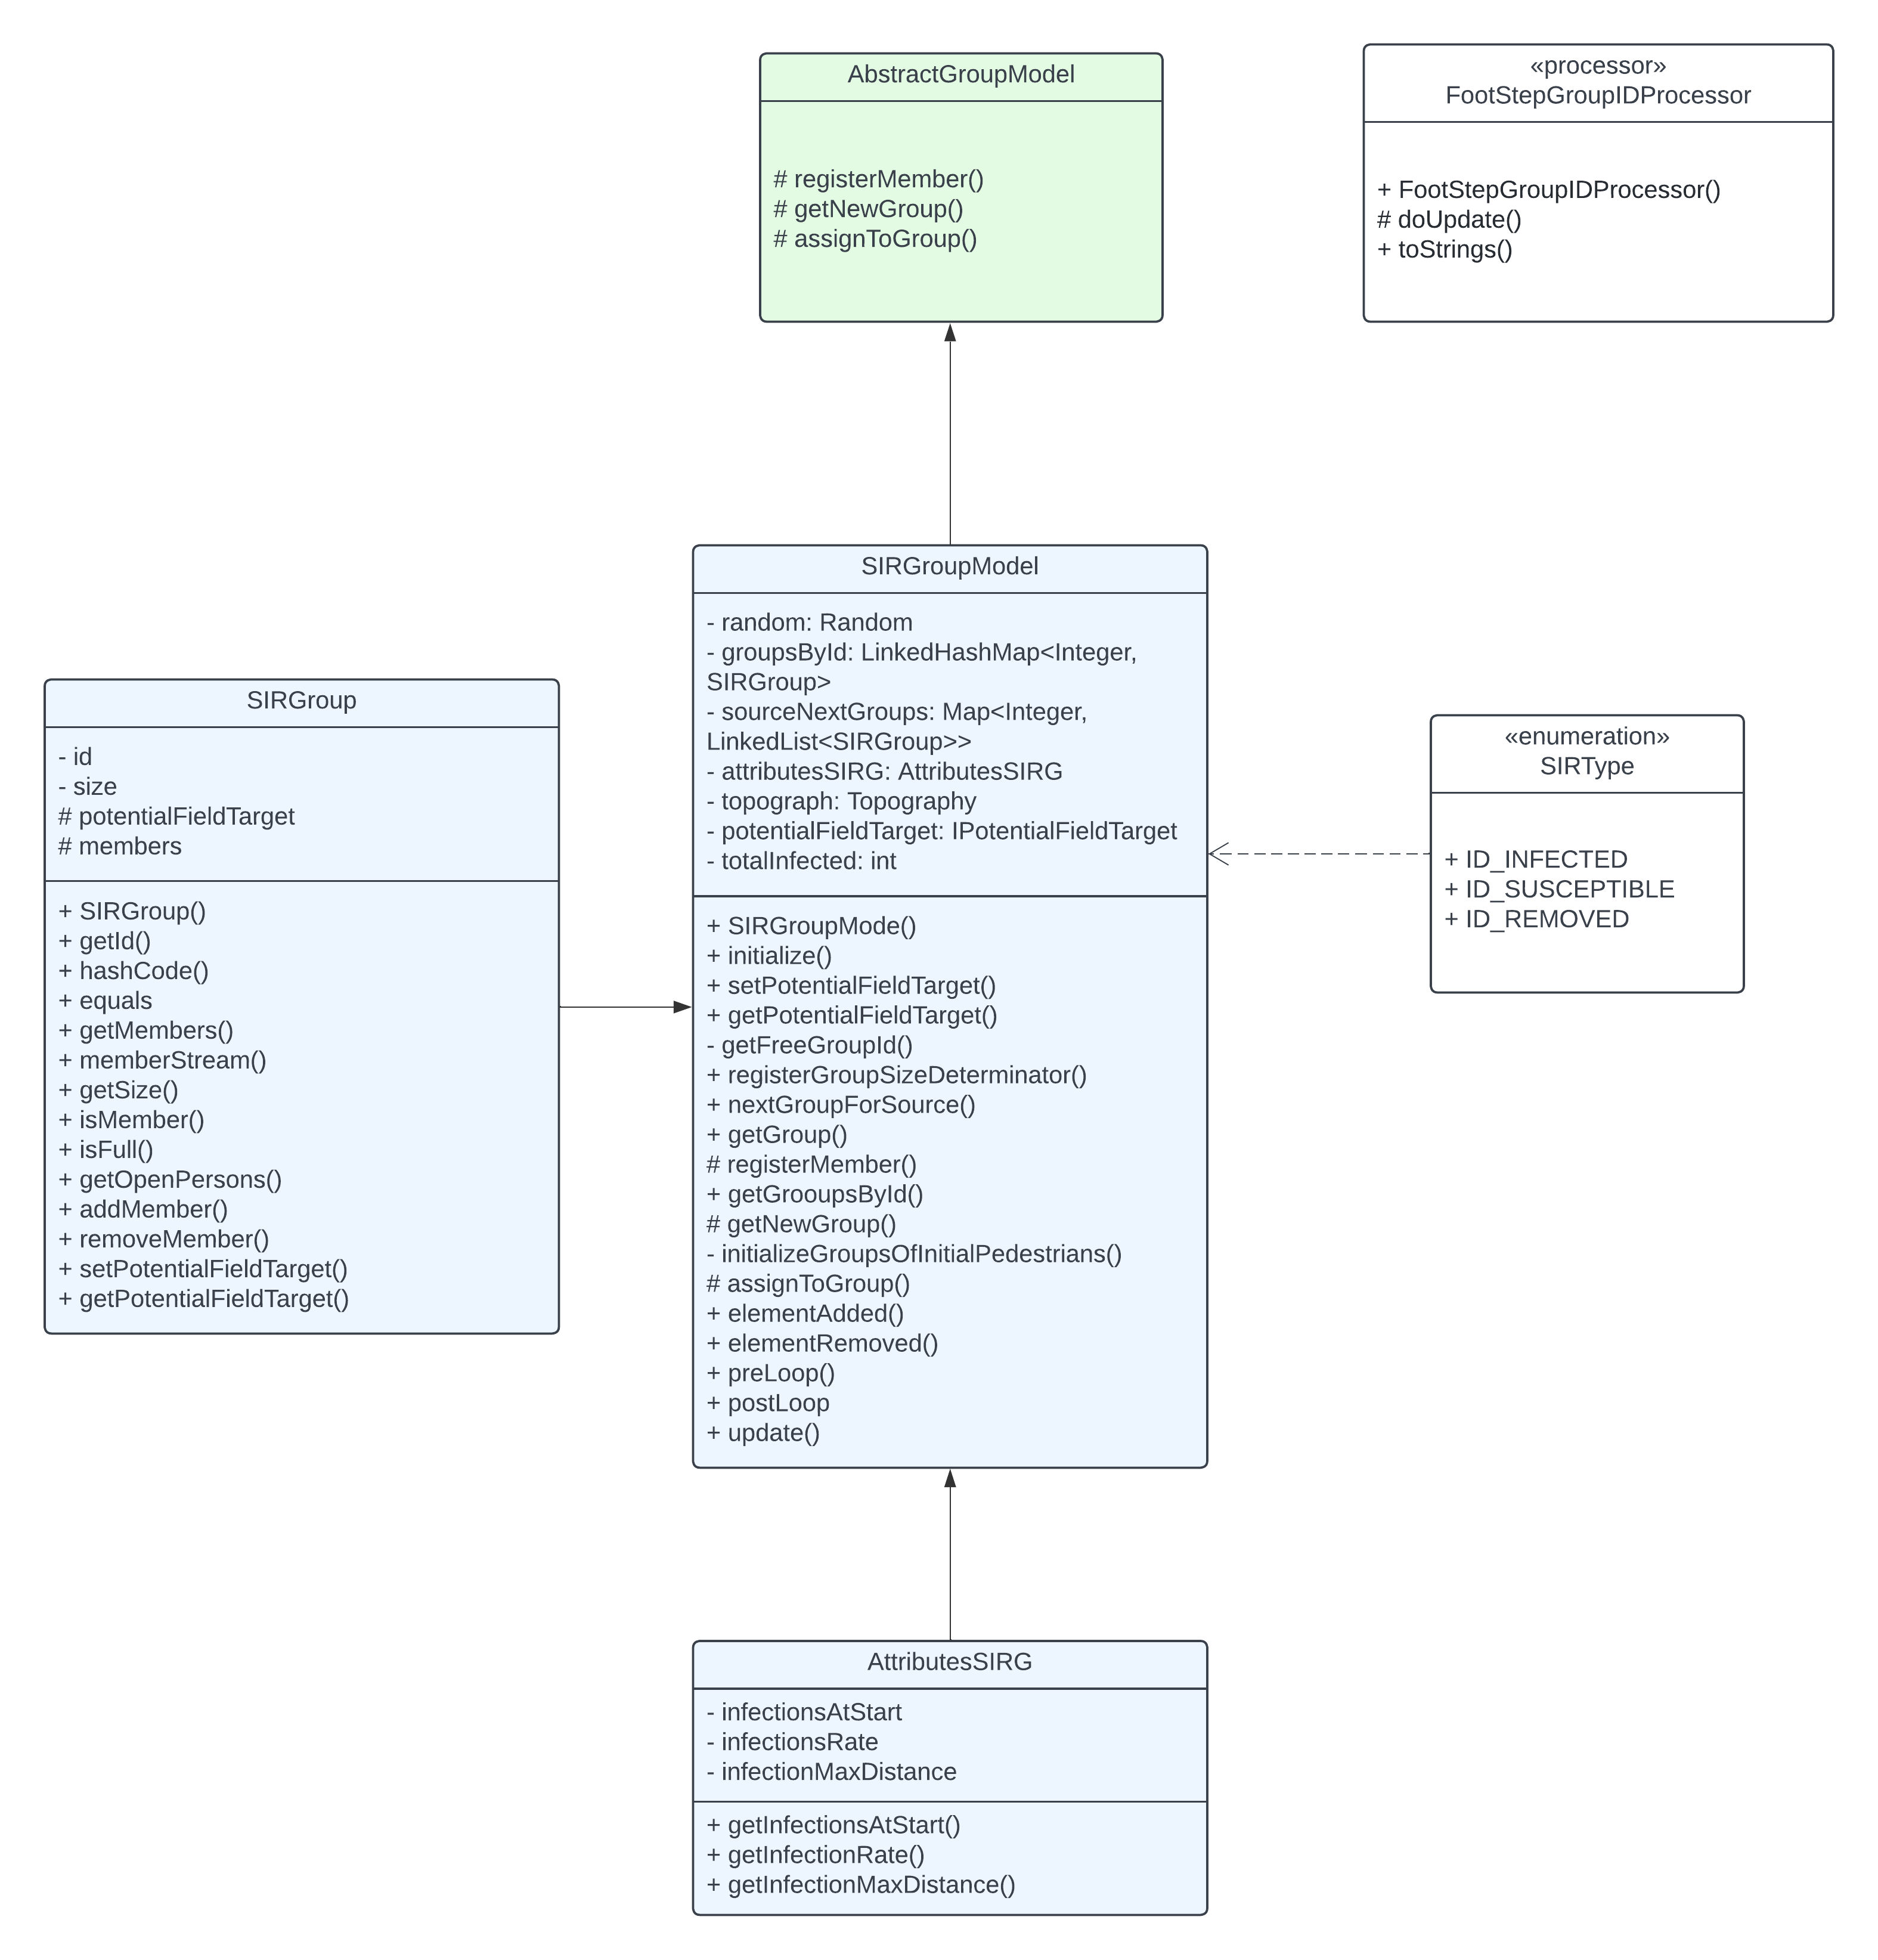 AbstractGroupModel
# registerMember()
# getNewGroup()
# assignToGroup()
«processor»
FootStepGroupIDProcessor
+ FootStepGroupIDProcessor()
# doUpdate()
+ toStrings()
SIRGroupModel
- random: Random
- groupsById: LinkedHashMap<Integer,
SIRGroup>
- sourceNextGroups: Map<Integer,
LinkedList<SIRGroup>>
- attributesSIRG: AttributesSIRG
- topograph: Topography
- potentialFieldTarget: IPotentialFieldTarget
- totalInfected: int
+ SIRGroupMode()
+ initialize()
+ setPotentialFieldTarget()
+ getPotentialFieldTarget()
- getFreeGroupId()
+ registerGroupSizeDeterminator()
+ nextGroupForSource()
+ getGroup()
# registerMember()
+ getGrooupsById()
# getNewGroup()
- initializeGroupsOfInitialPedestrians()
# assignToGroup()
+ elementAdded()
+ elementRemoved()
+ preLoop()
+ postLoop
+ update()
SIRGroup
- id
- size
# potentialFieldTarget
# members
+ SIRGroup()
+ getId()
+ hashCode()
+ equals
+ getMembers()
+ memberStream()
+ getSize()
+ isMember()
+ isFull()
+ getOpenPersons()
+ addMember()
+ removeMember()
+ setPotentialFieldTarget()
+ getPotentialFieldTarget()
«enumeration»
SIRType
+ ID_INFECTED
+ ID_SUSCEPTIBLE
+ ID_REMOVED
AttributesSIRG
- infectionsAtStart
- infectionsRate
- infectionMaxDistance
+ getInfectionsAtStart()
+ getInfectionRate()
+ getInfectionMaxDistance()